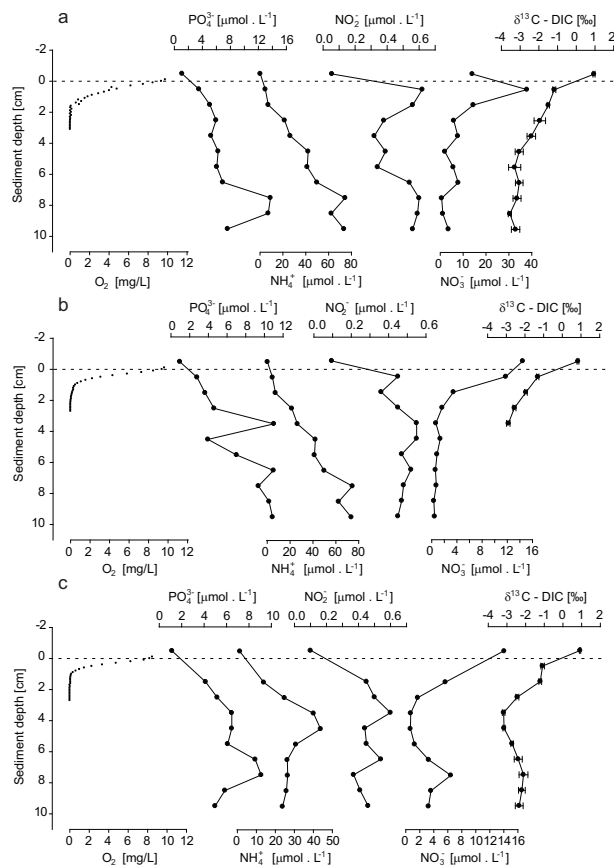 a
PO₄³⁻ [μmol . L⁻¹] NO₂⁻ [μmol . L⁻¹] δ¹³C - DIC [‰]
0 4 8 12 16 0 0.2 0.4 0.6 -4 -3 -2 -1 0 1 2
-2
0
2
4
6
8
10
Sediment depth [cm]
0 2 4 6 8 10 12 0 20 40 60 80 0 10 20 30 40
O₂ [mg/L] NH₄⁺ [μmol . L⁻¹] NO₃⁻ [μmol . L⁻¹]
b
PO₄³⁻ [μmol . L⁻¹] NO₂⁻ [μmol . L⁻¹] δ¹³C - DIC [‰]
0 2 4 6 8 10 12 0 0.2 0.4 0.6 -4 -3 -2 -1 0 1 2
-2
0
2
4
6
8
10
Sediment depth [cm]
0 2 4 6 8 10 12 0 20 40 60 80 0 4 8 12 16
O₂ [mg/L] NH₄⁺ [μmol . L⁻¹] NO₃⁻ [μmol . L⁻¹]
c
PO₄³⁻ [μmol . L⁻¹] NO₂⁻ [μmol . L⁻¹] δ¹³C - DIC [‰]
0 2 4 6 8 10 0 0.2 0.4 0.6 -4 -3 -2 -1 0 1 2
-2
0
2
4
6
8
10
Sediment depth [cm]
0 2 4 6 8 10 12 0 10 20 30 40 50 0 2 4 6 8 10 12 14 16
O₂ [mg/L] NH₄⁺ [μmol . L⁻¹] NO₃⁻ [μmol . L⁻¹]